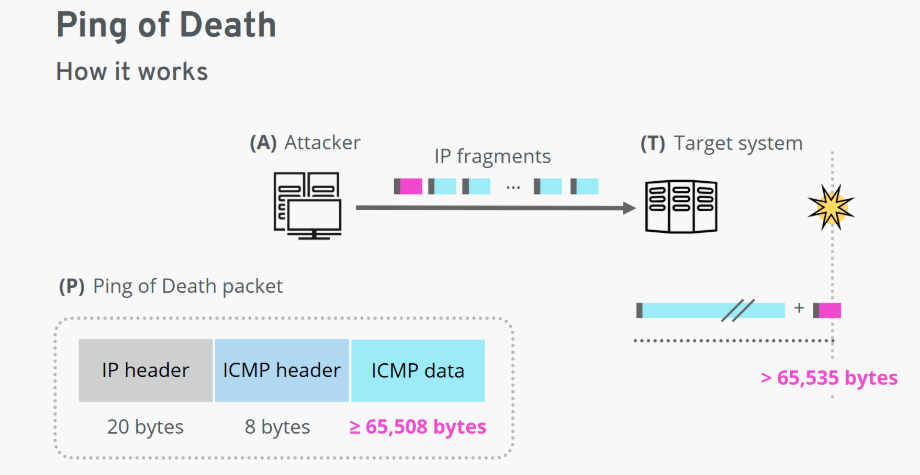 Ping of Death
How it works
(A) Attacker
IP fragments
...
(T) Target system
+
> 65,535 bytes
(P) Ping of Death packet
IP header
ICMP header
ICMP data
20 bytes
8 bytes
≥ 65,508 bytes